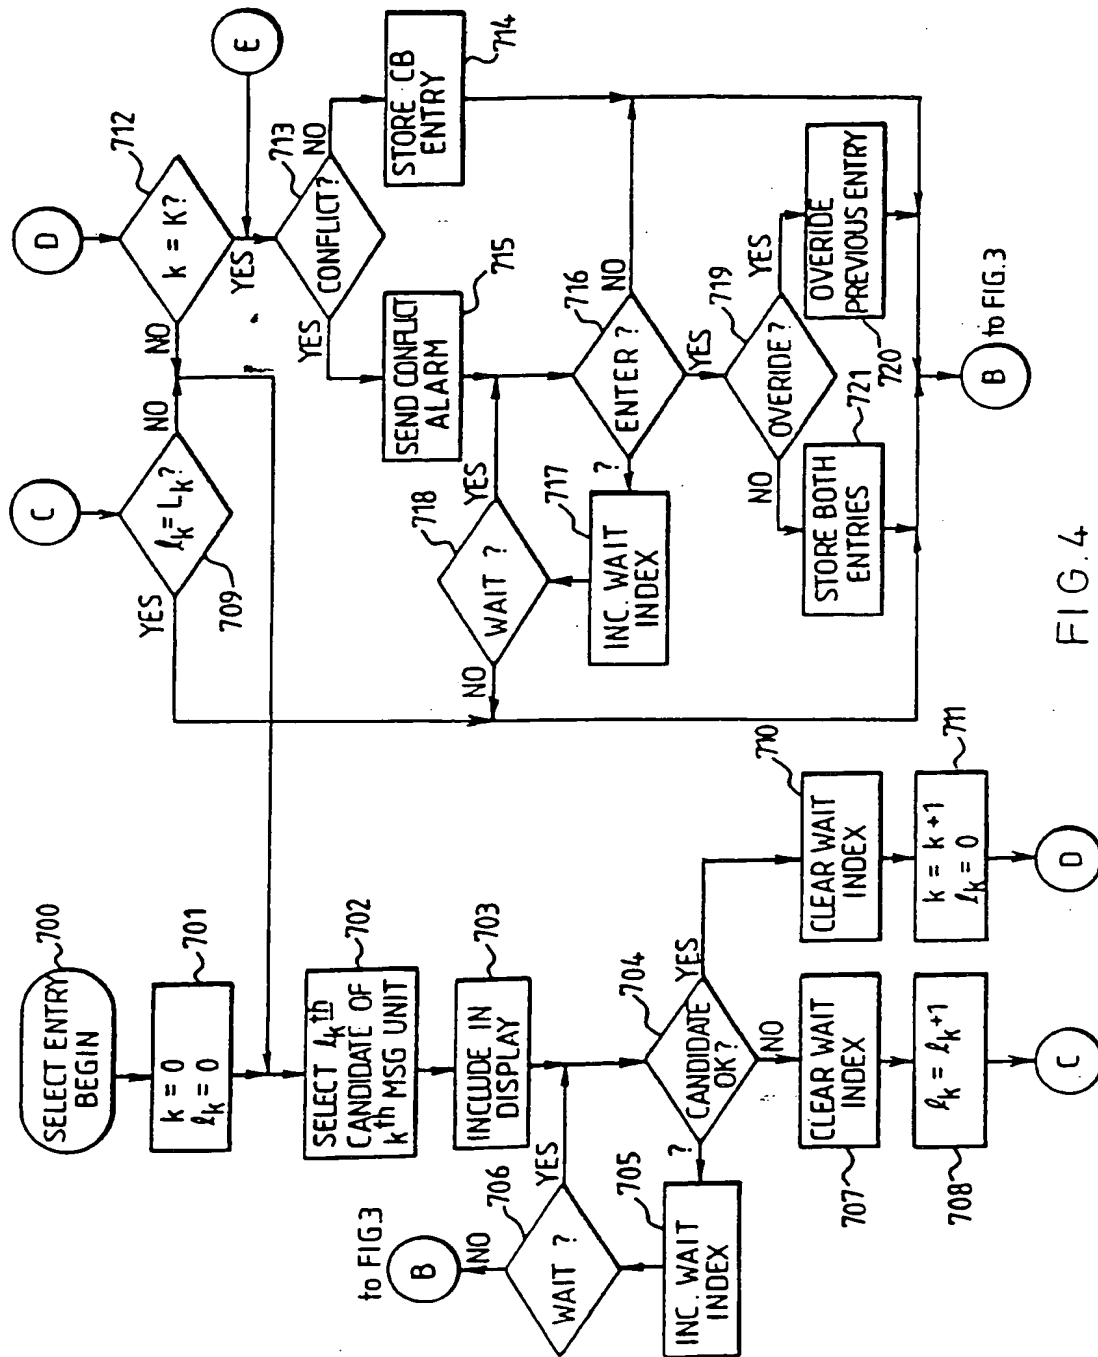 SELECT ENTRY
BEGIN
700
k = 0
ℓk = 0
701
SELECT ℓkth
CANDIDATE OF
kth MSG UNIT
702
INCLUDE IN
DISPLAY
703
CANDIDATE
OK?
704
YES
NO
?
INC. WAIT
INDEX
705
WAIT ?
706
YES
NO
B
to FIG.3
CLEAR WAIT
INDEX
707
ℓk = ℓk+1
708
C
CLEAR WAIT
INDEX
710
k = k+1
ℓk = 0
711
D
C
ℓk = Lk?
709
YES
NO
D
k = K?
712
NO
YES
E
CONFLICT?
713
YES
NO
STORE CB
ENTRY
714
SEND CONFLICT
ALARM
715
ENTER ?
716
NO
YES
?
INC. WAIT
INDEX
717
WAIT ?
718
YES
NO
OVERRIDE?
719
YES
NO
OVERIDE
PREVIOUS ENTRY
720
STORE BOTH
ENTRIES
721
B
to FIG.3
FIG.4